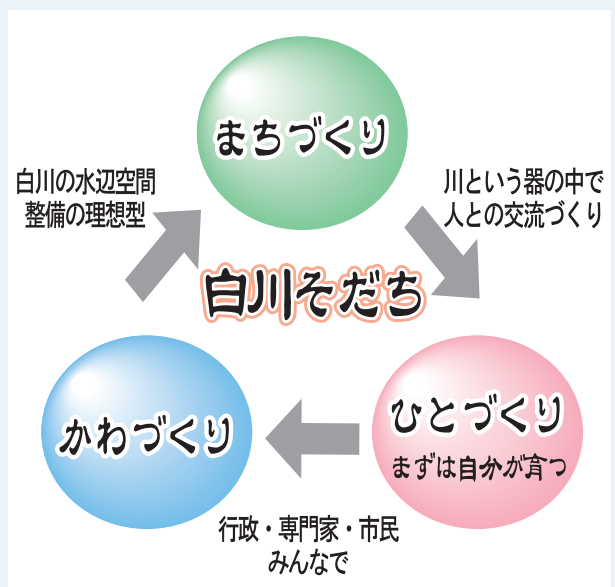 まちづくり
白川の水辺空間
整備の理想型
川という器の中で
人との交流づくり
白川そだち
かわづくり
ひとづくり
まずは自分が育つ
行政・専門家・市民
みんなで